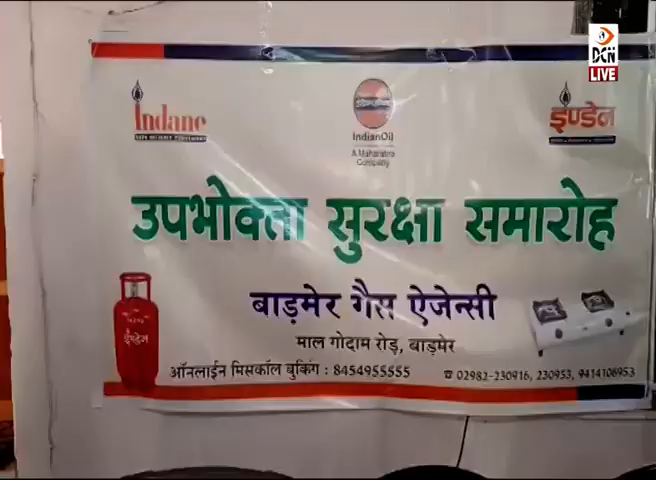 DCN
LIVE
Indane
IndianOil
A Maharatna
Company
इण्डेन
उपभोक्ता सुरक्षा समारोह
बाड़मेर गैस ऐजेन्सी
माल गोदाम रोड़, बाड़मेर
इण्डेन
ऑनलाईन मिसकॉल बुकिंग : 8454955555
☎ 02982-230916, 230953, 9414106953